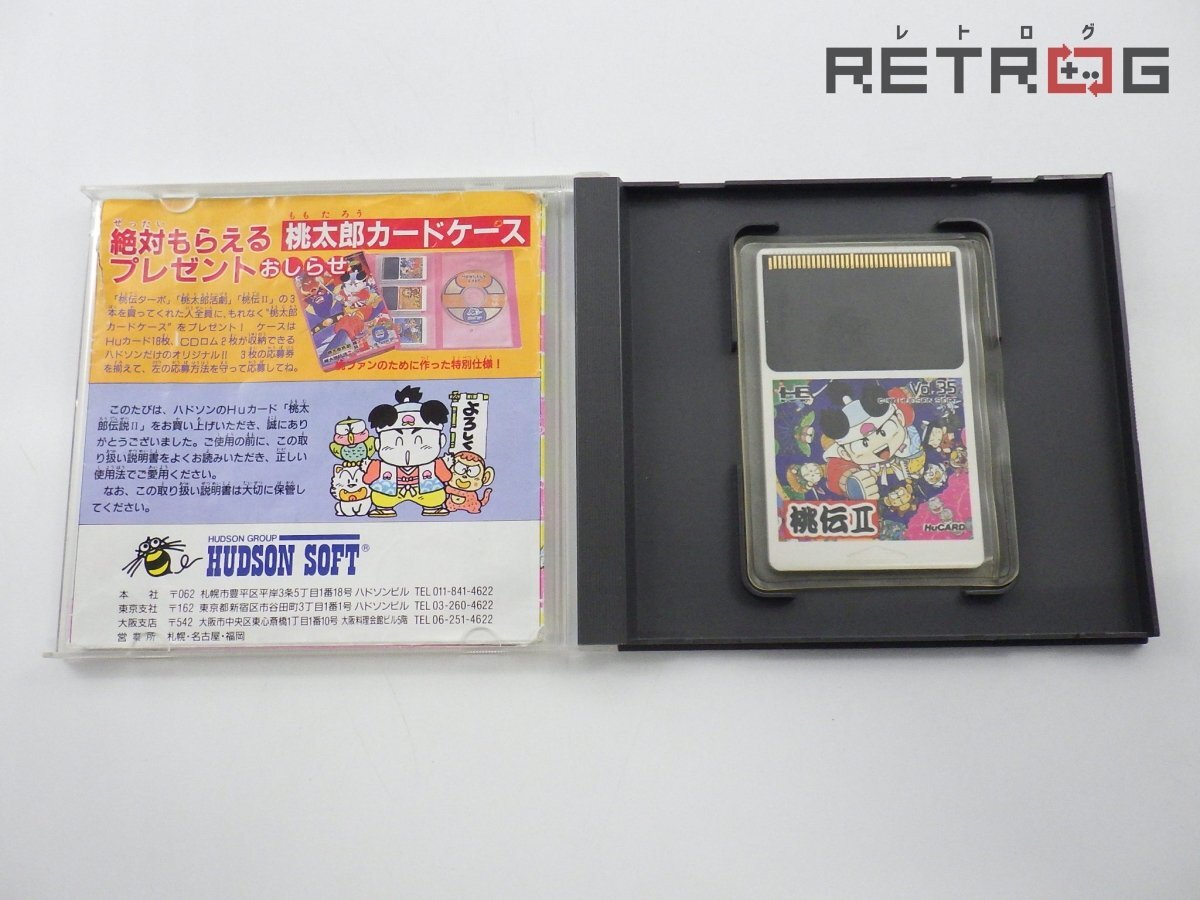 レトログ
RETROG
ぜったい
絶対もらえる
ももたろう
桃太郎カードケース
プレゼントおしらせ
「桃伝ターボ」「桃太郎活劇」「桃伝Ⅱ」の3
本を買ってくれた人全員に、もれなく"桃太郎
カードケース"をプレゼント! ケースは
Huカード18枚、CDロム2枚が収納できる
ハドソンだけのオリジナル!! 3枚の応募券
を揃えて、左の応募方法を守って応募してね。
桃ファンのために作った特別仕様!
このたびは、ハドソンのHuカード「桃太
郎伝説Ⅱ」をお買い上げいただき、誠にあり
がとうございました。ご使用の前に、この取
り扱い説明書をよくお読みいただき、正しい
使用法でご愛用ください。
なお、この取り扱い説明書は大切に保管し
てください。
よろしく
HUDSON GROUP
HUDSON SOFT®
本 社 〒062 札幌市豊平区平岸3条5丁目1番18号 ハドソンビル TEL 011-841-4622
東京支社 〒162 東京都新宿区市谷田町3丁目1番1号 ハドソンビル TEL 03-260-4622
大阪支店 〒542 大阪市中央区東心斎橋1丁目1番10号 大阪料理会館ビル5階 TEL 06-251-4622
営業所 札幌・名古屋・福岡
Vol.35
HUDSON SOFT
桃伝Ⅱ
HuCARD